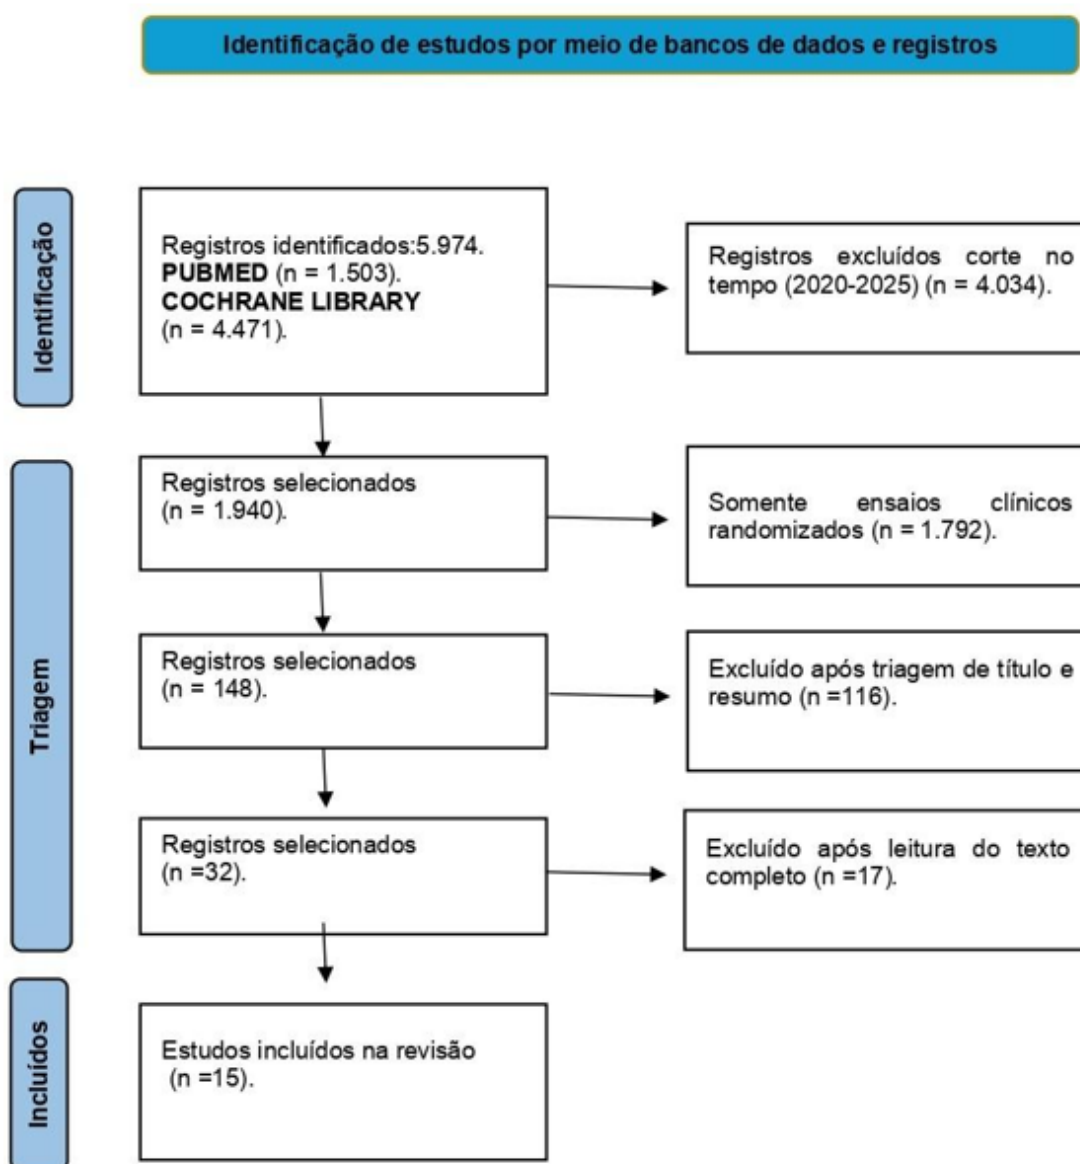 Identificação de estudos por meio de bancos de dados e registros
Identificação
Registros identificados:5.974.
PUBMED (n = 1.503).
COCHRANE LIBRARY
(n = 4.471).
Registros excluídos corte no
tempo (2020-2025) (n = 4.034).
Triagem
Registros selecionados
(n = 1.940).
Somente ensaios clínicos
randomizados (n = 1.792).
Registros selecionados
(n = 148).
Excluído após triagem de título e
resumo (n =116).
Registros selecionados
(n =32).
Excluído após leitura do texto
completo (n =17).
Incluídos
Estudos incluídos na revisão
(n =15).